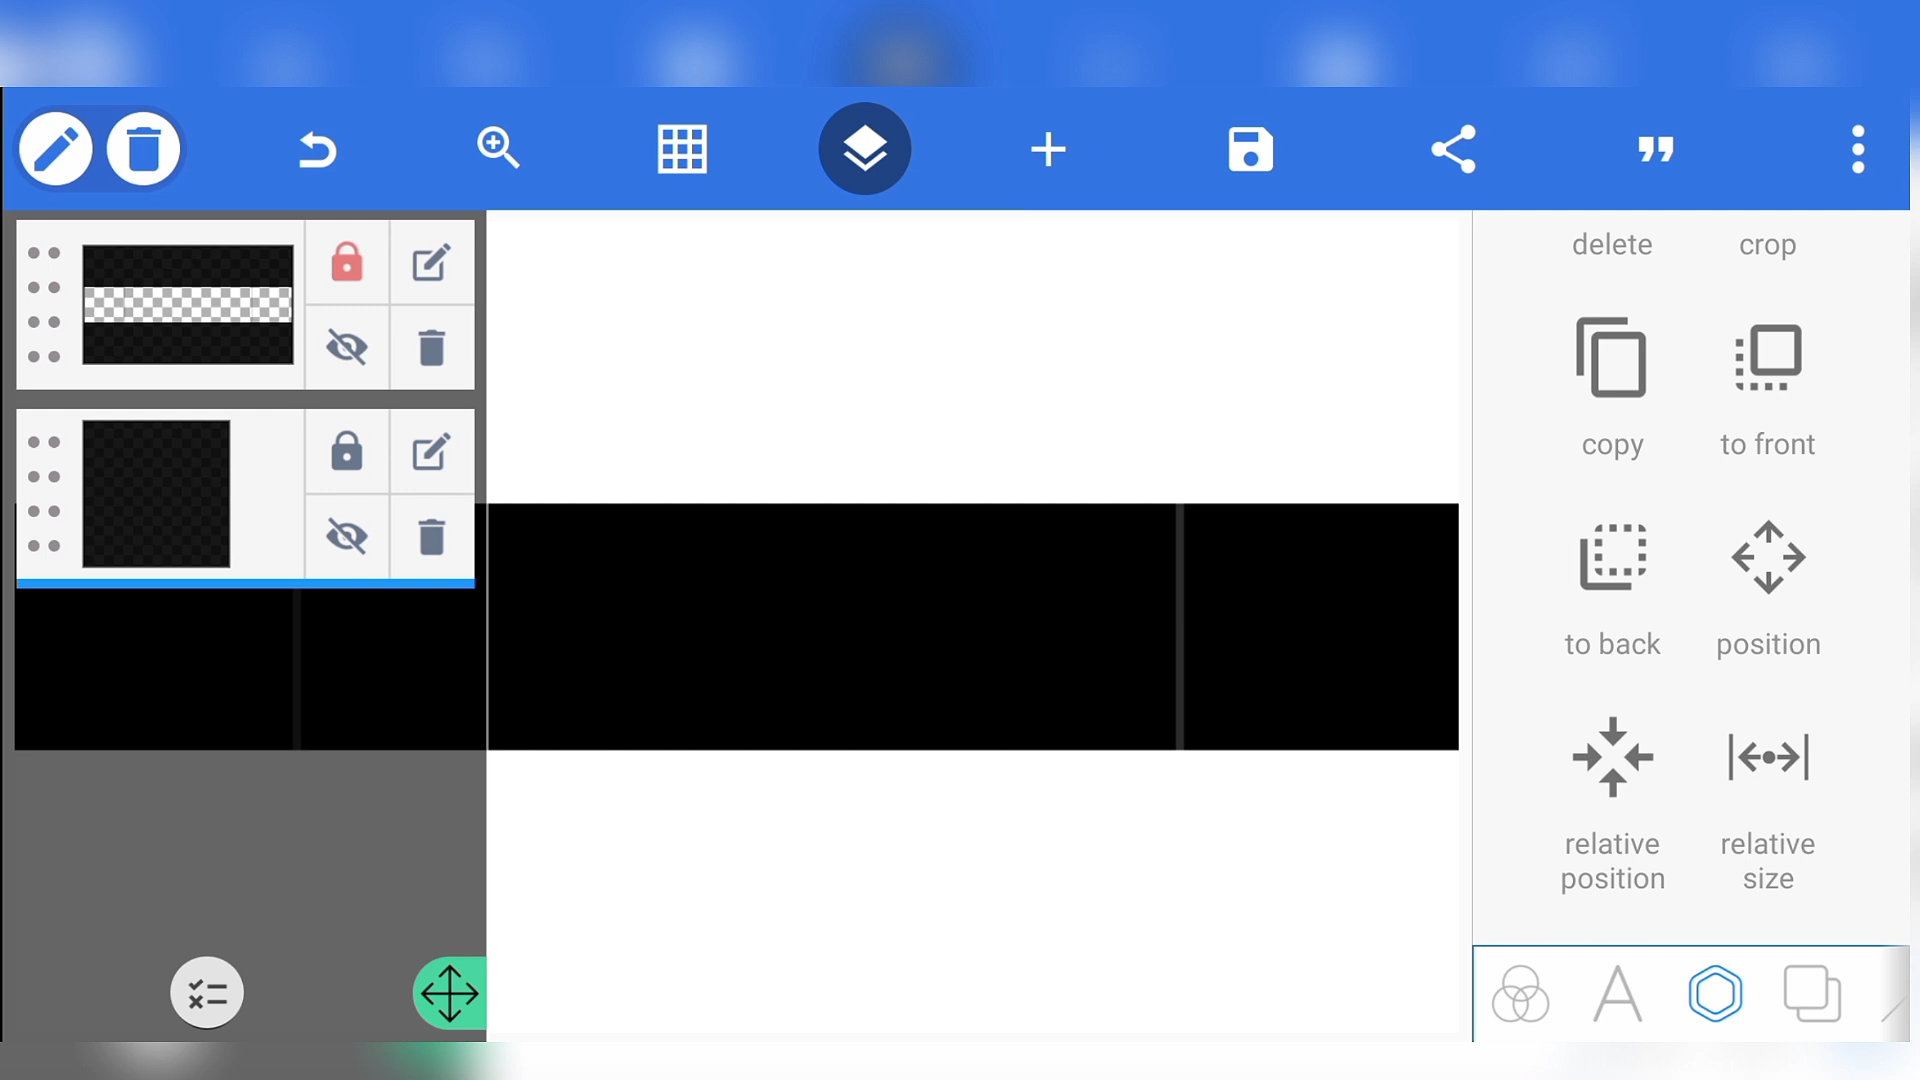 delete
crop
copy
to front
to back
position
relative
position
relative
size